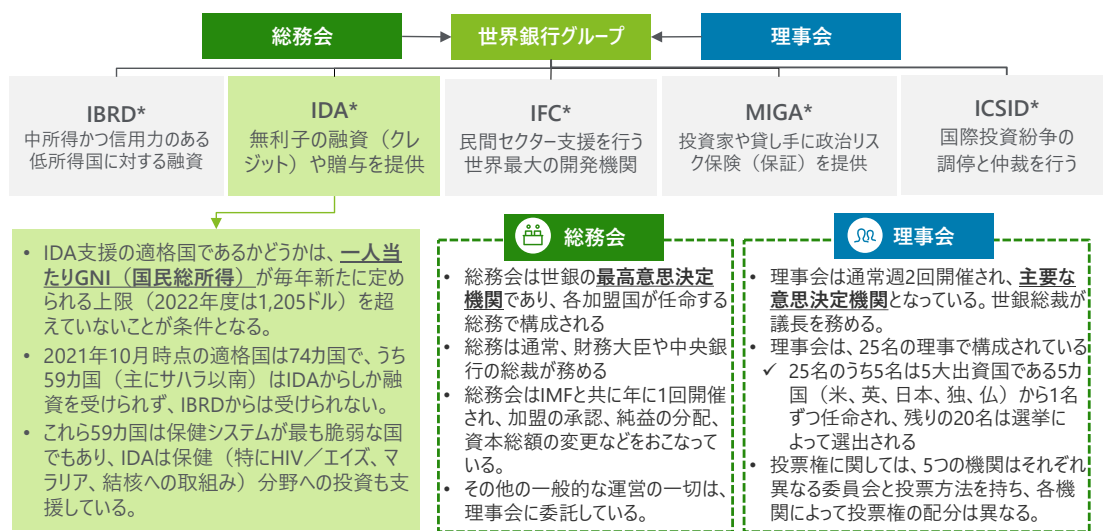 総務会
世界銀行グループ
理事会
IBRD*
中所得かつ信用力のある
低所得国に対する融資
IDA*
無利子の融資（クレ
ジット）や贈与を提供
IFC*
民間セクター支援を行う
世界最大の開発機関
MIGA*
投資家や貸し手に政治リス
ク保険（保証）を提供
ICSID*
国際投資紛争の
調停と仲裁を行う
• IDA支援の適格国であるかどうかは、一人当
たりGNI（国民総所得）が毎年新たに定め
られる上限（2022年度は1,205ドル）を超
えていないことが条件となる。
• 2021年10月時点の適格国は74カ国で、うち
59カ国（主にサハラ以南）はIDAからしか融
資を受けられず、IBRDからは受けられない。
• これら59カ国は保健システムが最も脆弱な国
でもあり、IDAは保健（特にHIV／エイズ、マ
ラリア、結核への取組み）分野への投資も支
援している。
総務会
• 総務会は世銀の最高意思決定
機関であり、各加盟国が任命する
総務で構成される
• 総務は通常、財務大臣や中央銀
行の総裁が務める
• 総務会はIMFと共に年に1回開催
され、加盟の承認、純益の分配、
資本総額の変更などをおこなって
いる。
• その他の一般的な運営の一切は、
理事会に委託している。
理事会
• 理事会は通常週2回開催され、主要な
意思決定機関となっている。世銀総裁が
議長を務める。
• 理事会は、25名の理事で構成されている
✓ 25名のうち5名は5大出資国である5カ
国（米、英、日本、独、仏）から1名
ずつ任命され、残りの20名は選挙に
よって選出される
• 投票権に関しては、5つの機関はそれぞれ
異なる委員会と投票方法を持ち、各機
関によって投票権の配分は異なる。